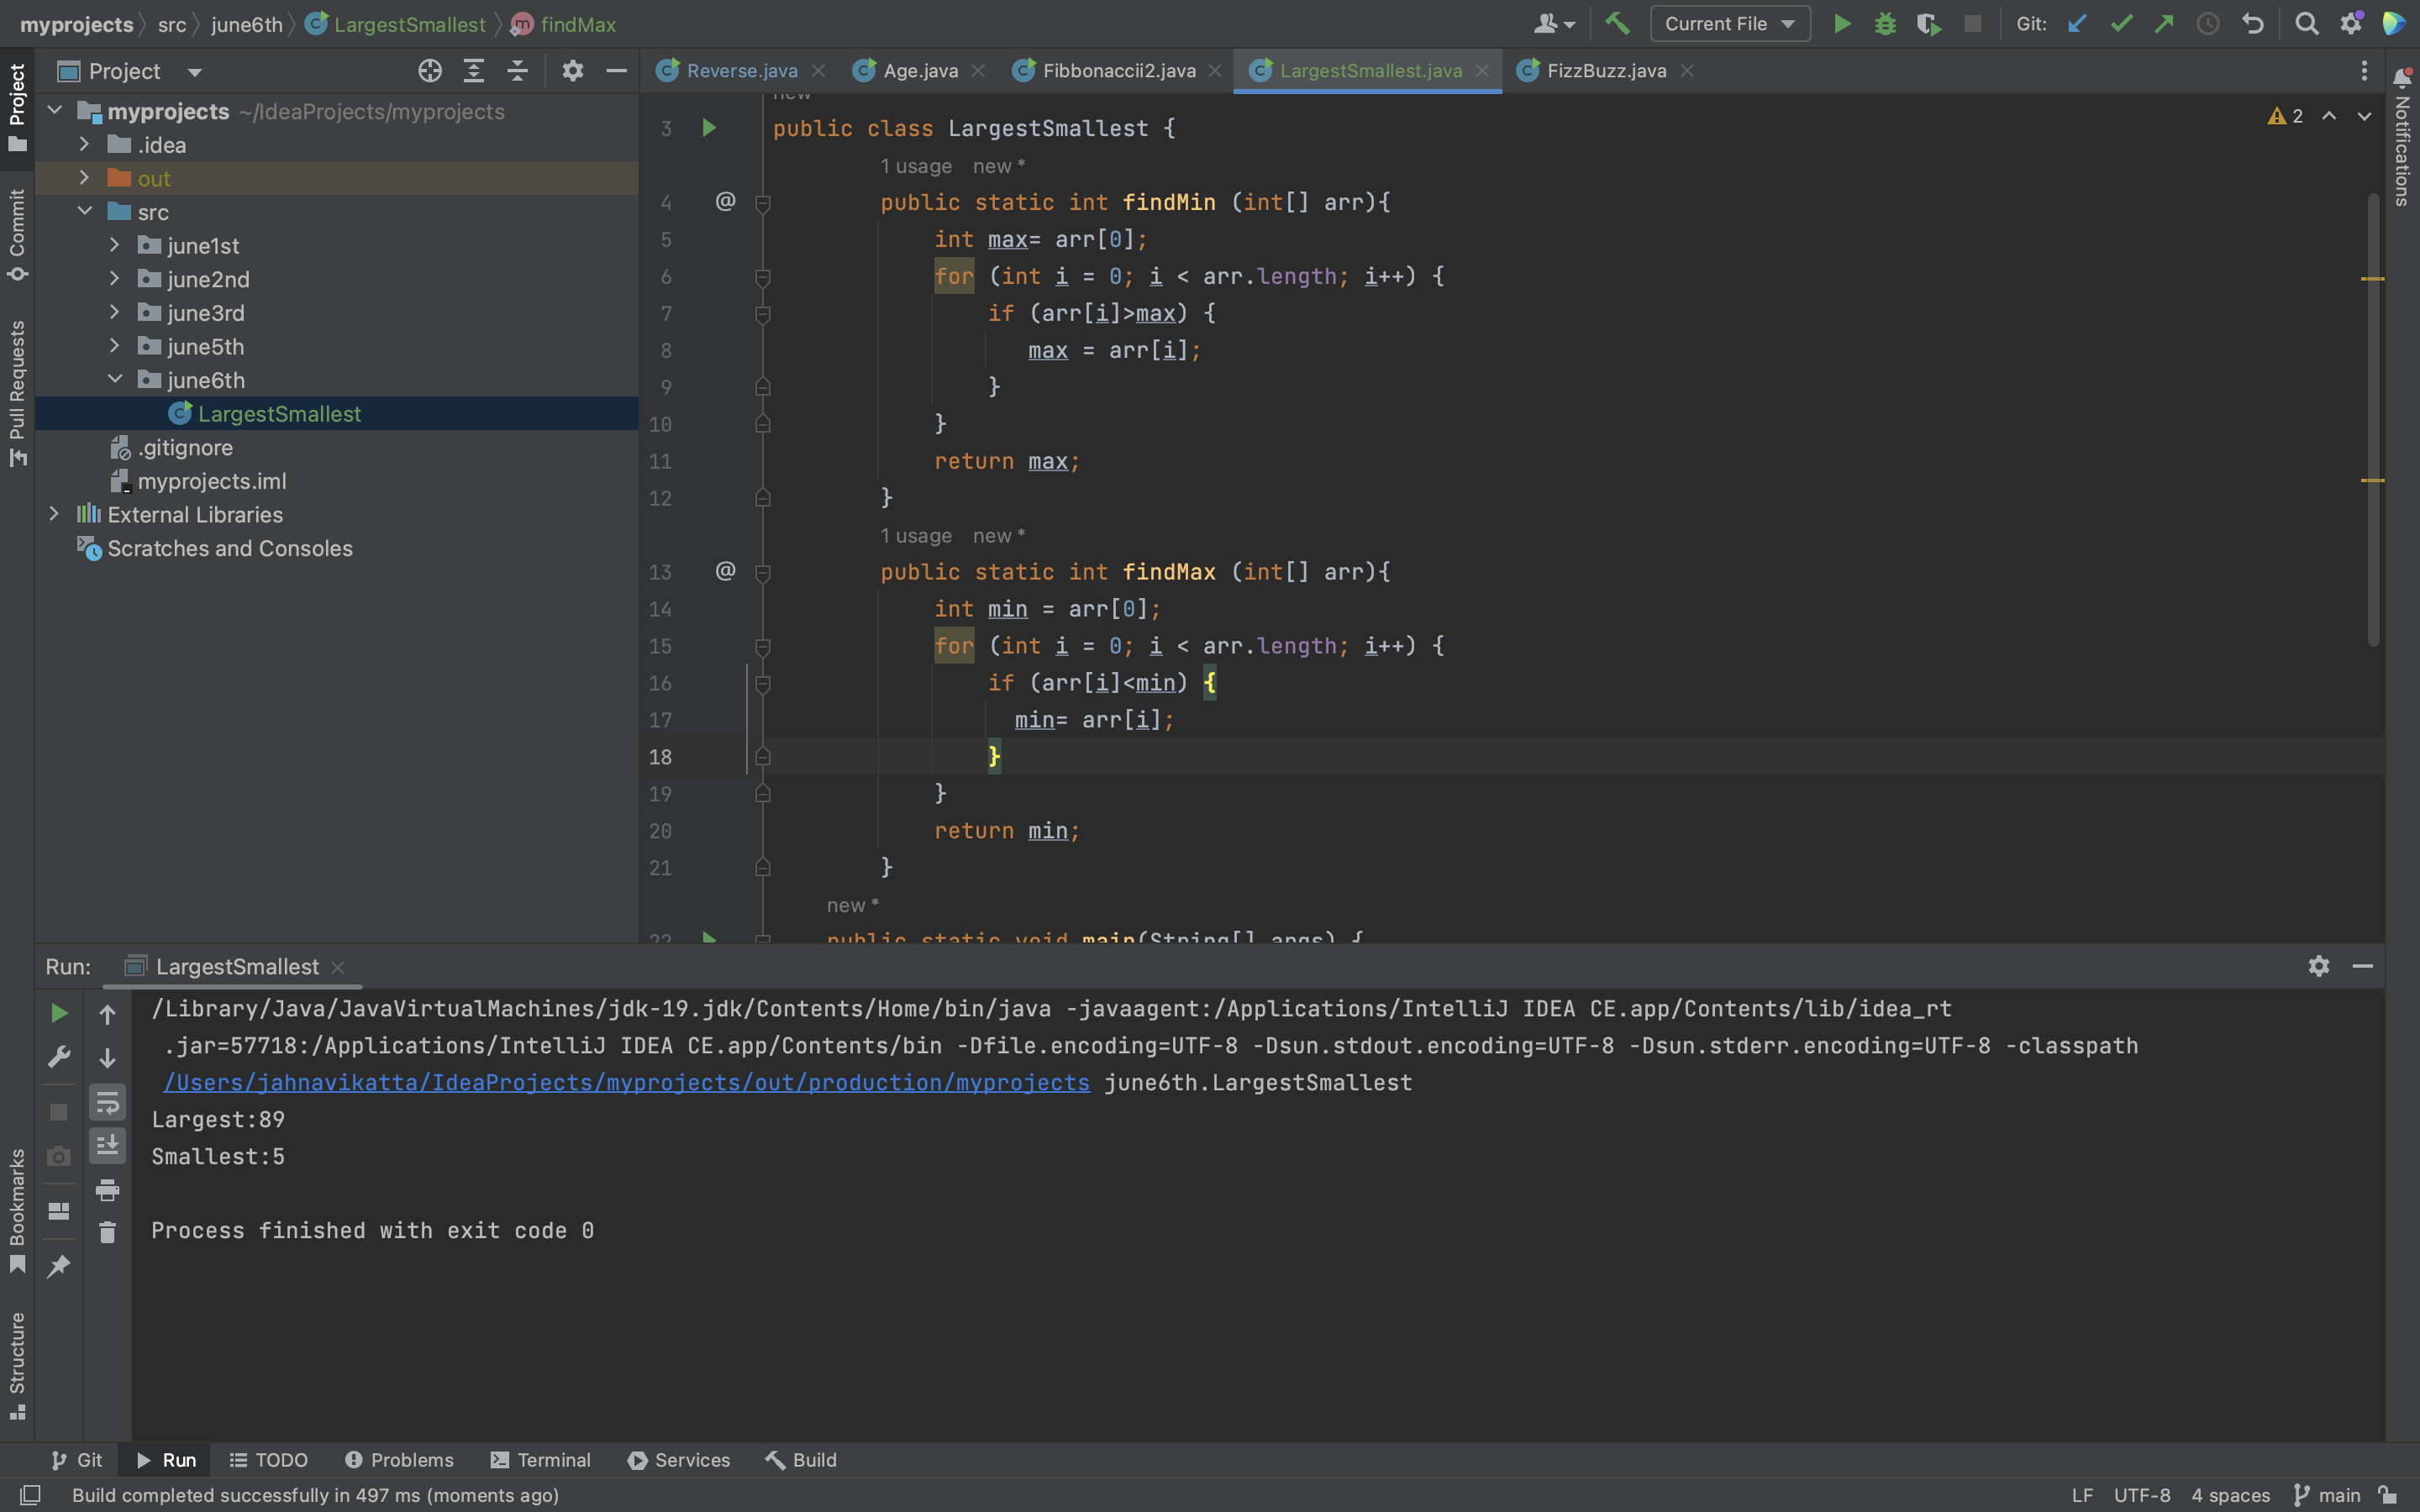 myprojects src june6th LargestSmallest findMax Current File Git:
Project
Reverse.java Age.java Fibbonaccii2.java LargestSmallest.java FizzBuzz.java
Project
Commit
Pull Requests
Bookmarks
Structure
Notifications
myprojects ~/IdeaProjects/myprojects
.idea
out
src
june1st
june2nd
june3rd
june5th
june6th
LargestSmallest
.gitignore
myprojects.iml
External Libraries
Scratches and Consoles
new *
2
3 public class LargestSmallest {
1 usage new *
4 @ public static int findMin (int[] arr){
5 int max= arr[0];
6 for (int i = 0; i < arr.length; i++) {
7 if (arr[i]>max) {
8 max = arr[i];
9 }
10 }
11 return max;
12 }
1 usage new *
13 @ public static int findMax (int[] arr){
14 int min = arr[0];
15 for (int i = 0; i < arr.length; i++) {
16 if (arr[i]<min) {
17 min= arr[i];
18 }
19 }
20 return min;
21 }
new *
22 public static void main(String[] args) {
Run: LargestSmallest
/Library/Java/JavaVirtualMachines/jdk-19.jdk/Contents/Home/bin/java -javaagent:/Applications/IntelliJ IDEA CE.app/Contents/lib/idea_rt
.jar=57718:/Applications/IntelliJ IDEA CE.app/Contents/bin -Dfile.encoding=UTF-8 -Dsun.stdout.encoding=UTF-8 -Dsun.stderr.encoding=UTF-8 -classpath
/Users/jahnavikatta/IdeaProjects/myprojects/out/production/myprojects june6th.LargestSmallest
Largest:89
Smallest:5
Process finished with exit code 0
Git Run TODO Problems Terminal Services Build
Build completed successfully in 497 ms (moments ago) LF UTF-8 4 spaces main